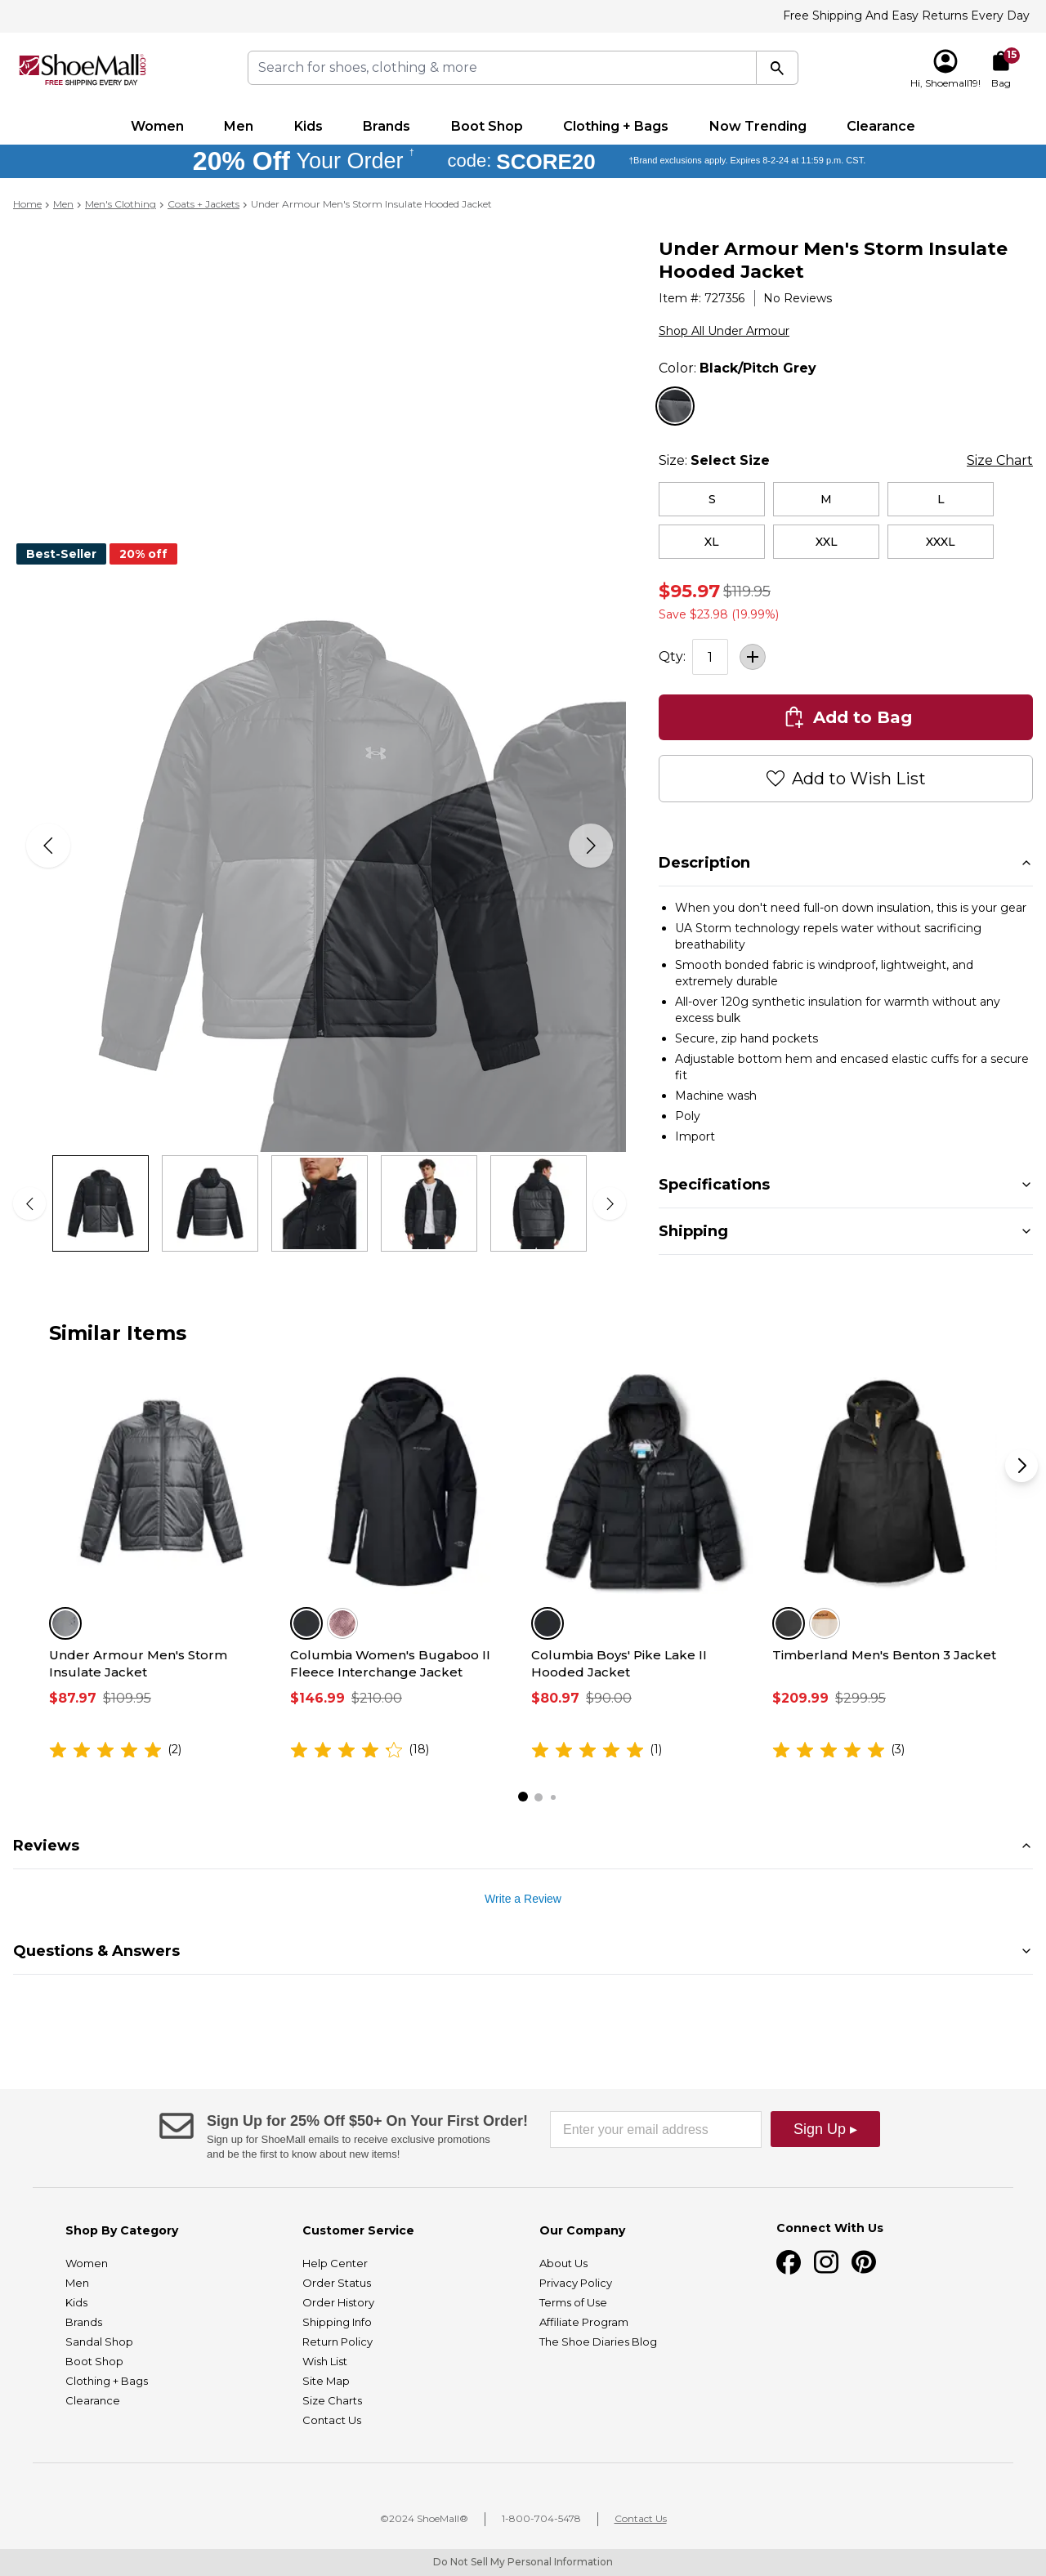 Free Shipping And Easy Returns Every Day
ShoeMall.com
FREE SHIPPING EVERY DAY
Search for shoes, clothing & more
15
Hi, Shoemall19!
Bag
Women
Men
Kids
Brands
Boot Shop
Clothing + Bags
Now Trending
Clearance
20% Off Your Order † code: SCORE20 †Brand exclusions apply. Expires 8-2-24 at 11:59 p.m. CST.
Home › Men › Men's Clothing › Coats + Jackets › Under Armour Men's Storm Insulate Hooded Jacket
Best-Seller
20% off
Under Armour Men's Storm Insulate
Hooded Jacket
Item #: 727356
No Reviews
Shop All Under Armour
Color: Black/Pitch Grey
Size: Select Size
Size Chart
S
M
L
XL
XXL
XXXL
$95.97 $119.95
Save $23.98 (19.99%)
Qty: 1
Add to Bag
Add to Wish List
Description
• When you don't need full-on down insulation, this is your gear
• UA Storm technology repels water without sacrificing
breathability
• Smooth bonded fabric is windproof, lightweight, and
extremely durable
• All-over 120g synthetic insulation for warmth without any
excess bulk
• Secure, zip hand pockets
• Adjustable bottom hem and encased elastic cuffs for a secure
fit
• Machine wash
• Poly
• Import
Specifications
Shipping
Similar Items
Under Armour Men's Storm
Insulate Jacket
$87.97 $109.95
(2)
Columbia Women's Bugaboo II
Fleece Interchange Jacket
$146.99 $210.00
(18)
Columbia Boys' Pike Lake II
Hooded Jacket
$80.97 $90.00
(1)
Timberland Men's Benton 3 Jacket
$209.99 $299.95
(3)
Reviews
Write a Review
Questions & Answers
Sign Up for 25% Off $50+ On Your First Order!
Sign up for ShoeMall emails to receive exclusive promotions
and be the first to know about new items!
Enter your email address
Sign Up ▸
Shop By Category
Women
Men
Kids
Brands
Sandal Shop
Boot Shop
Clothing + Bags
Clearance
Customer Service
Help Center
Order Status
Order History
Shipping Info
Return Policy
Wish List
Site Map
Size Charts
Contact Us
Our Company
About Us
Privacy Policy
Terms of Use
Affiliate Program
The Shoe Diaries Blog
Connect With Us
©2024 ShoeMall®
1-800-704-5478
Contact Us
Do Not Sell My Personal Information